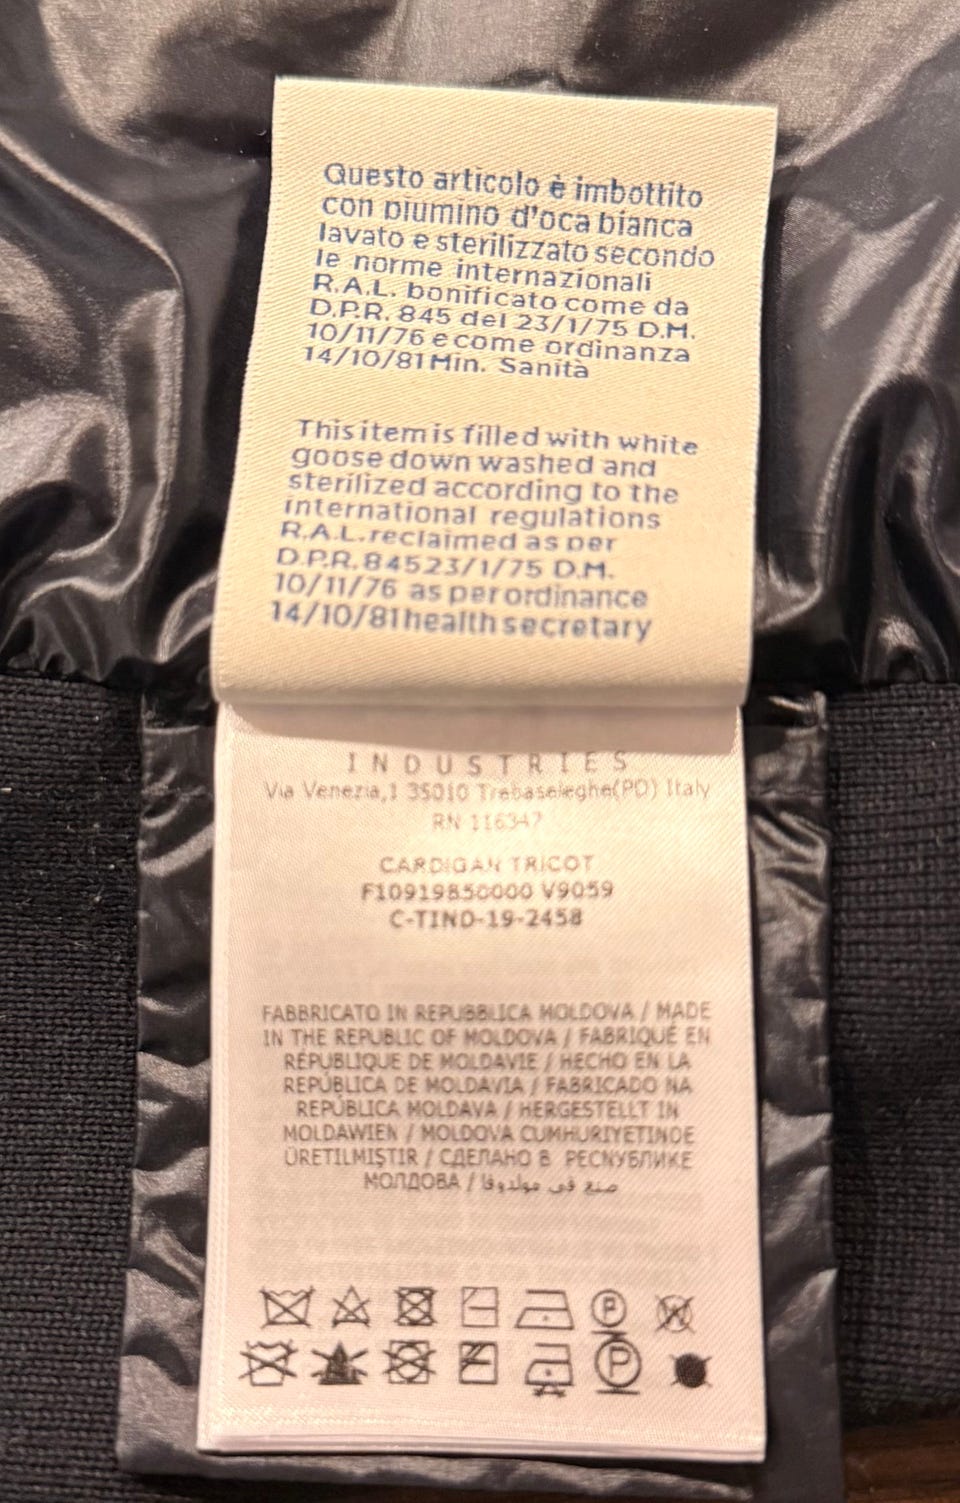 Questo articolo è imbottito
con piumino d'oca bianca
lavato e sterilizzato secondo
le norme internazionali
R.A.L. bonificato come da
D.P.R. 845 del 23/1/75 D.M.
10/11/76 e come ordinanza
14/10/81 Min. Sanità
This item is filled with white
goose down washed and
sterilized according to the
international regulations
R.A.L. reclaimed as per
D.P.R. 845 23/1/75 D.M.
10/11/76 as per ordinance
14/10/81 health secretary
INDUSTRIES
Via Venezia,1 35010 Trebaseleghe(PD) Italy
RN 116347
CARDIGAN TRICOT
F10919B50000 V9059
C-TIND-19-2458
FABBRICATO IN REPUBBLICA MOLDOVA / MADE
IN THE REPUBLIC OF MOLDOVA / FABRIQUÉ EN
RÉPUBLIQUE DE MOLDAVIE / HECHO EN LA
REPÚBLICA DE MOLDAVIA / FABRICADO NA
REPÚBLICA MOLDAVA / HERGESTELLT IN
MOLDAWIEN / MOLDOVA CUMHURIYETINDE
ÜRETILMIŞTIR / СДЕЛАНО В РЕСПУБЛИКЕ
МОЛДОВА / صنع في مولدوفا
P W
P